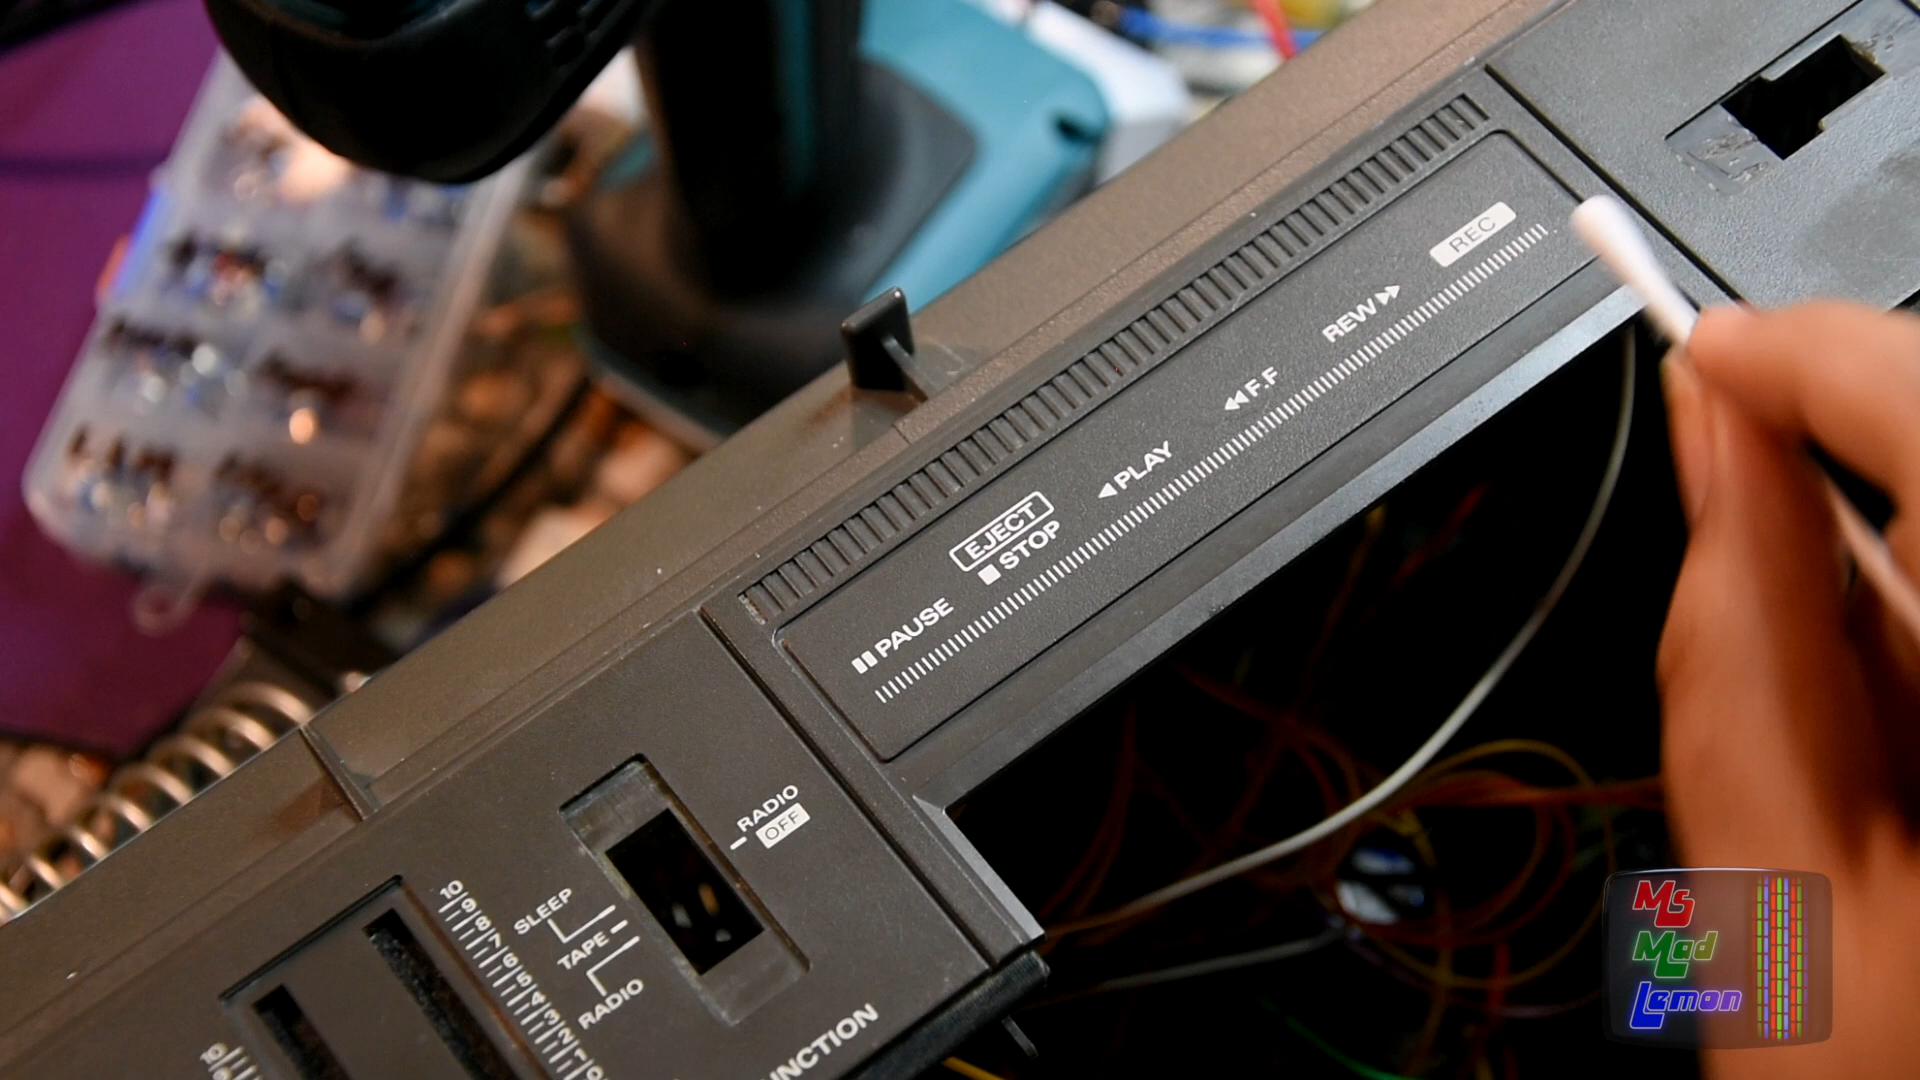 REC
REW ▶▶
◀◀ F.F
◀ PLAY
EJECT
■ STOP
▮▮ PAUSE
RADIO
OFF
SLEEP
TAPE
RADIO
10
9
8
7
6
5
4
3
2
1
0
10
Ms
Mad
Lemon